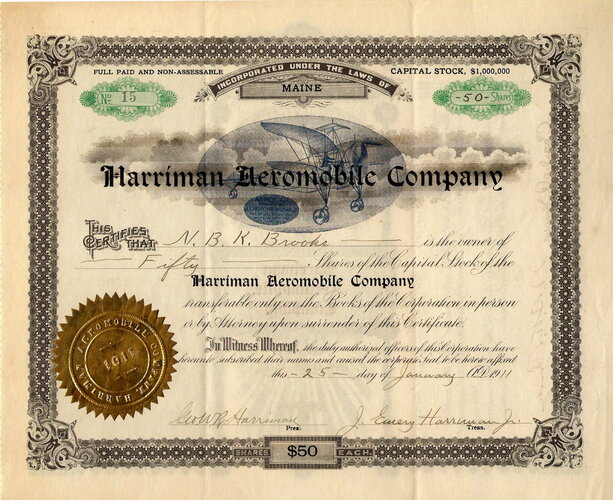 FULL PAID AND NON-ASSESSABLE
INCORPORATED UNDER THE LAWS OF
MAINE
CAPITAL STOCK, $1,000,000
No 15
-50- Shares
Harriman Aeromobile Company
THIS CERTIFIES THAT N. B. K. Brooks is the owner of
Fifty Shares of the Capital Stock of the
Harriman Aeromobile Company
transferable only on the Books of the Corporation in person
or by Attorney upon surrender of this Certificate.
In Witness Whereof, the duly authorized officers of this Corporation have
hereunto subscribed their names and caused the corporate Seal to be hereto affixed
this -25- day of January A.D. 1911
HARRIMAN AEROMOBILE COMPANY
1910
Geo W R Harriman
Pres.
J. Emery Harriman Jr.
Treas.
SHARES $50 EACH.